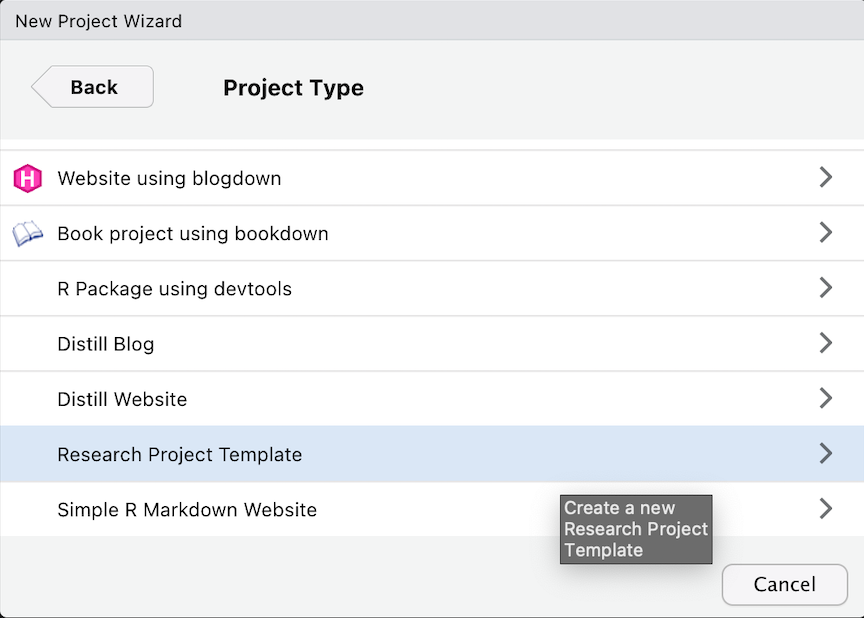 New Project Wizard
Back
Project Type
H
Website using blogdown
Book project using bookdown
R Package using devtools
Distill Blog
Distill Website
Research Project Template
Simple R Markdown Website
Create a new
Research Project
Template
Cancel